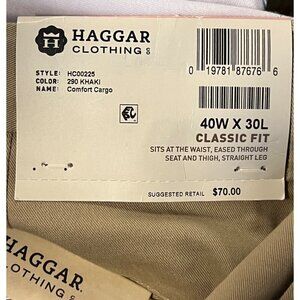 HAGGAR
CLOTHING CO
STYLE: HC00225
COLOR: 290 KHAKI
NAME: Comfort Cargo
0 19781 87676 6
40W X 30L
CLASSIC FIT
SITS AT THE WAIST, EASED THROUGH
SEAT AND THIGH, STRAIGHT LEG
SUGGESTED RETAIL $70.00
HAGGAR
CLOTHING